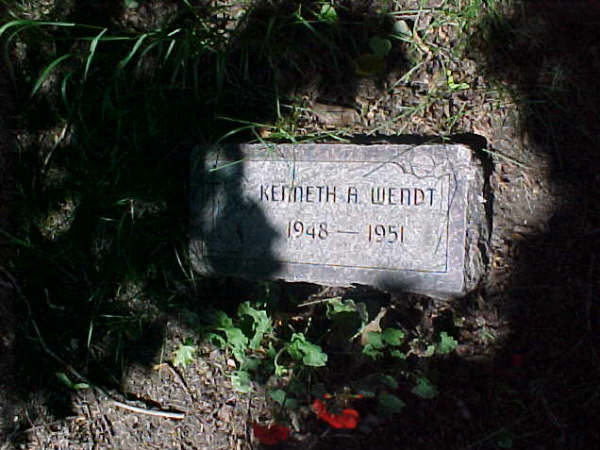 KENNETH A WENDT
1948 — 1951